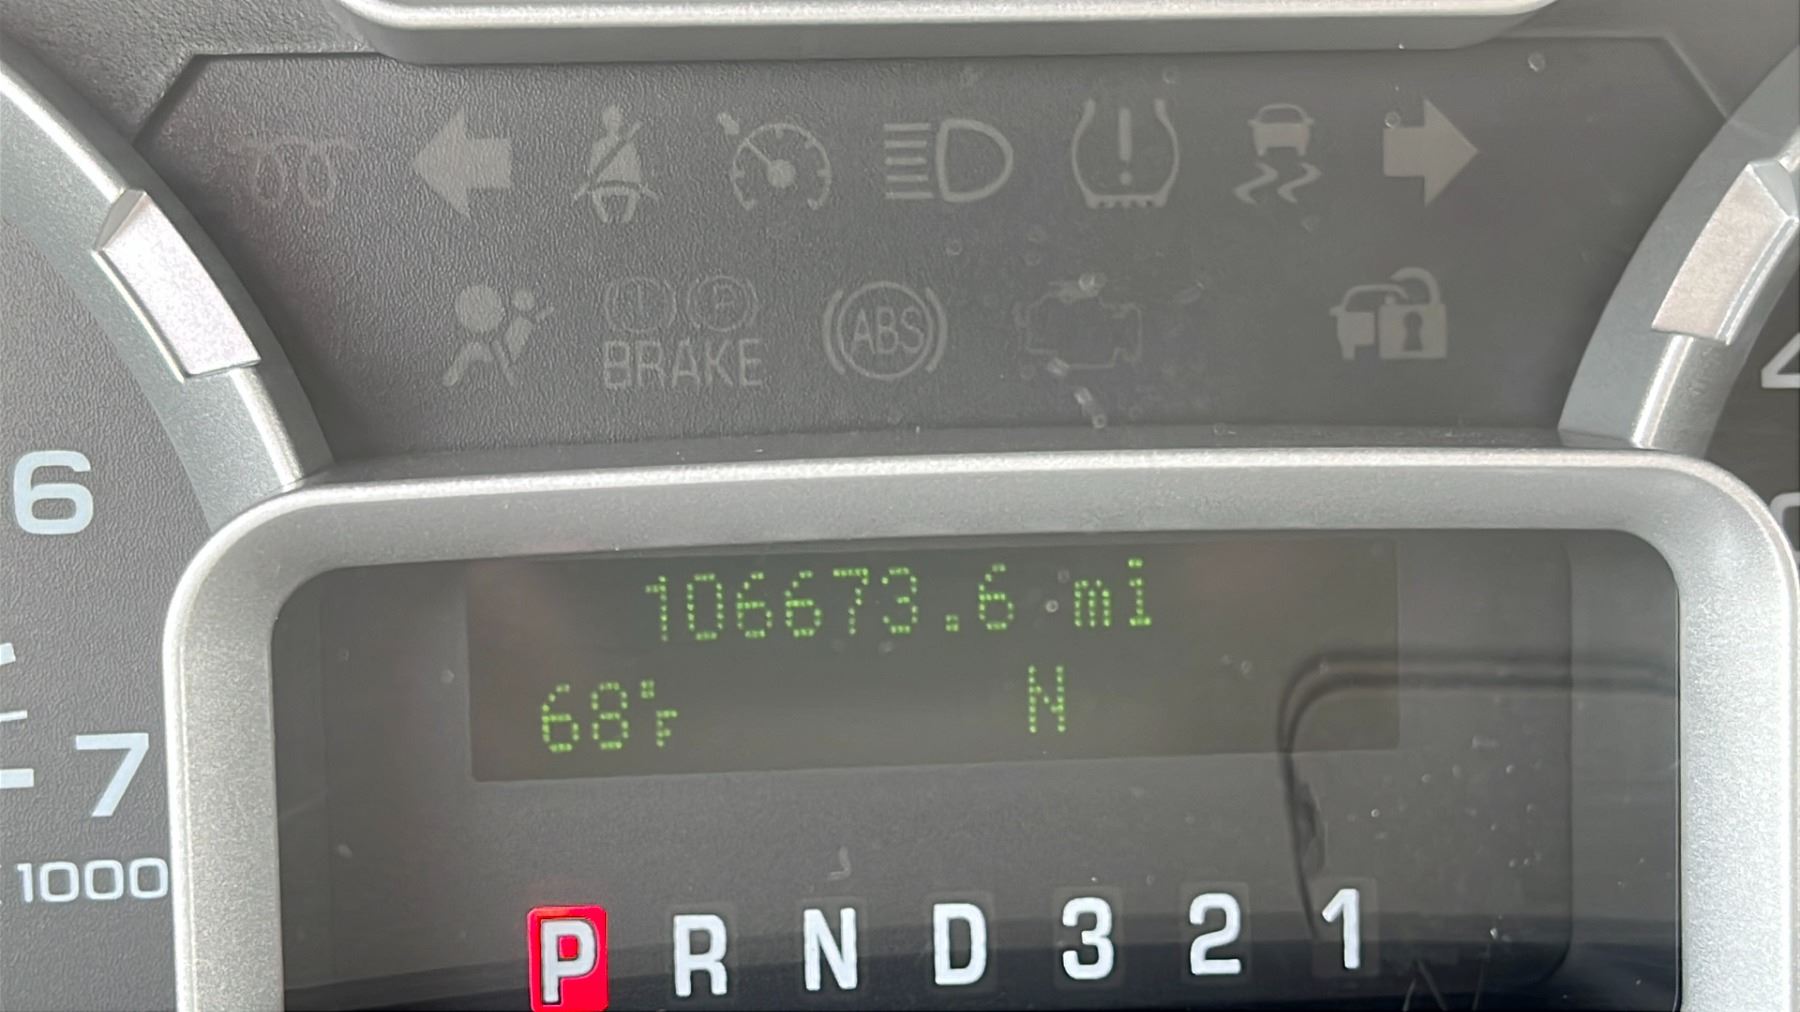 ABS
BRAKE
6
106673.6 mi
68°F N
7
1000
P R N D 3 2 1